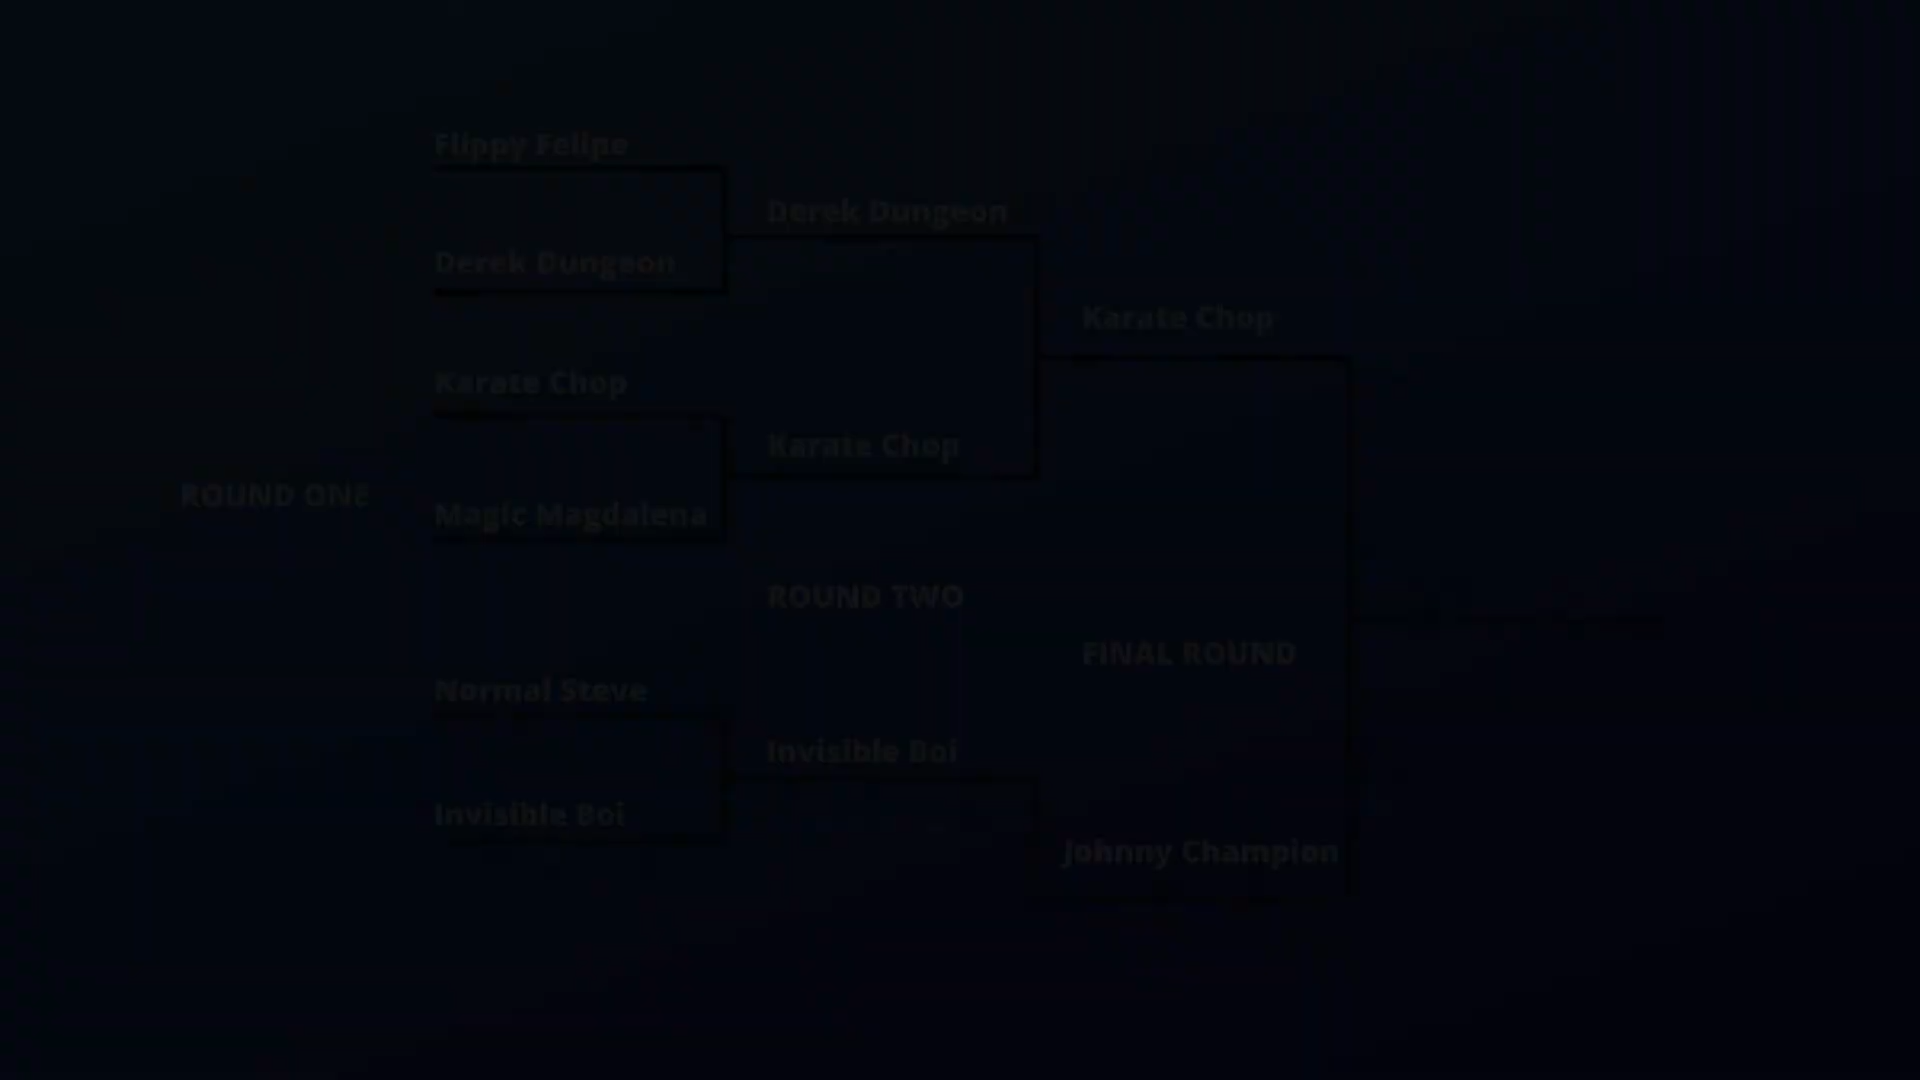 Flippy Felipe
Derek Dungeon
Derek Dungeon
Karate Chop
Karate Chop
Karate Chop
ROUND ONE
Magic Magdalena
ROUND TWO
FINAL ROUND
Normal Steve
Invisible Boi
Invisible Boi
Johnny Champion